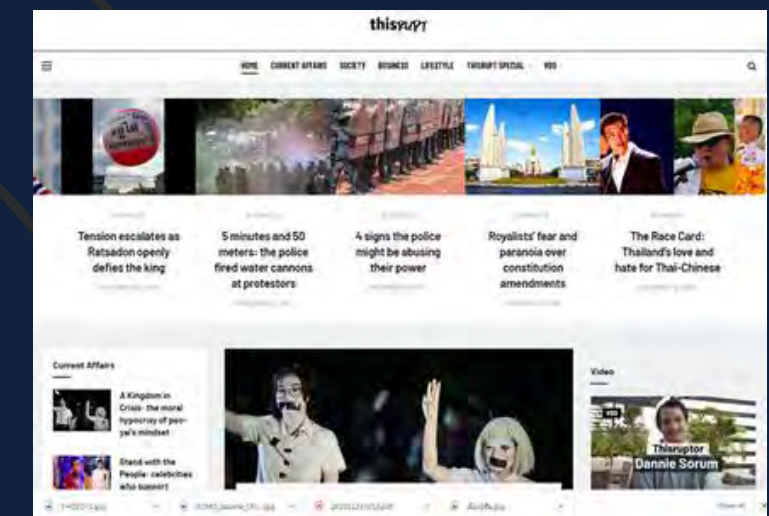 thisrupt
HOME CURRENT AFFAIRS SOCIETY BUSINESS LIFESTYLE THISRUPT SPECIAL VDO
Tension escalates as
Ratsadon openly
defies the king
5 minutes and 50
meters: the police
fired water cannons
at protestors
4 signs the police
might be abusing
their power
Royalists' fear and
paranoia over
constitution
amendments
The Race Card:
Thailand's love and
hate for Thai-Chinese
Current Affairs
A Kingdom in
Crisis: the moral
hypocrisy of poo-
yai's mindset
Stand with the
People: celebrities
who support
Video
VDO
Thisruptor
Dannie Sorum